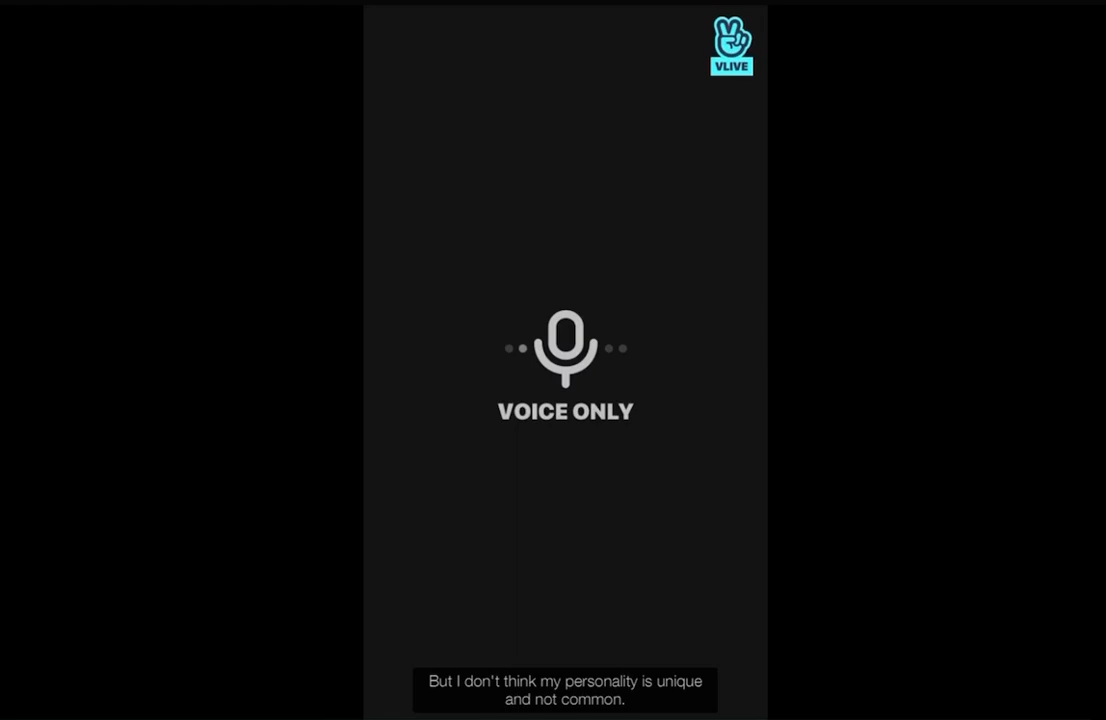 VLIVE
VOICE ONLY
But I don't think my personality is unique
and not common.